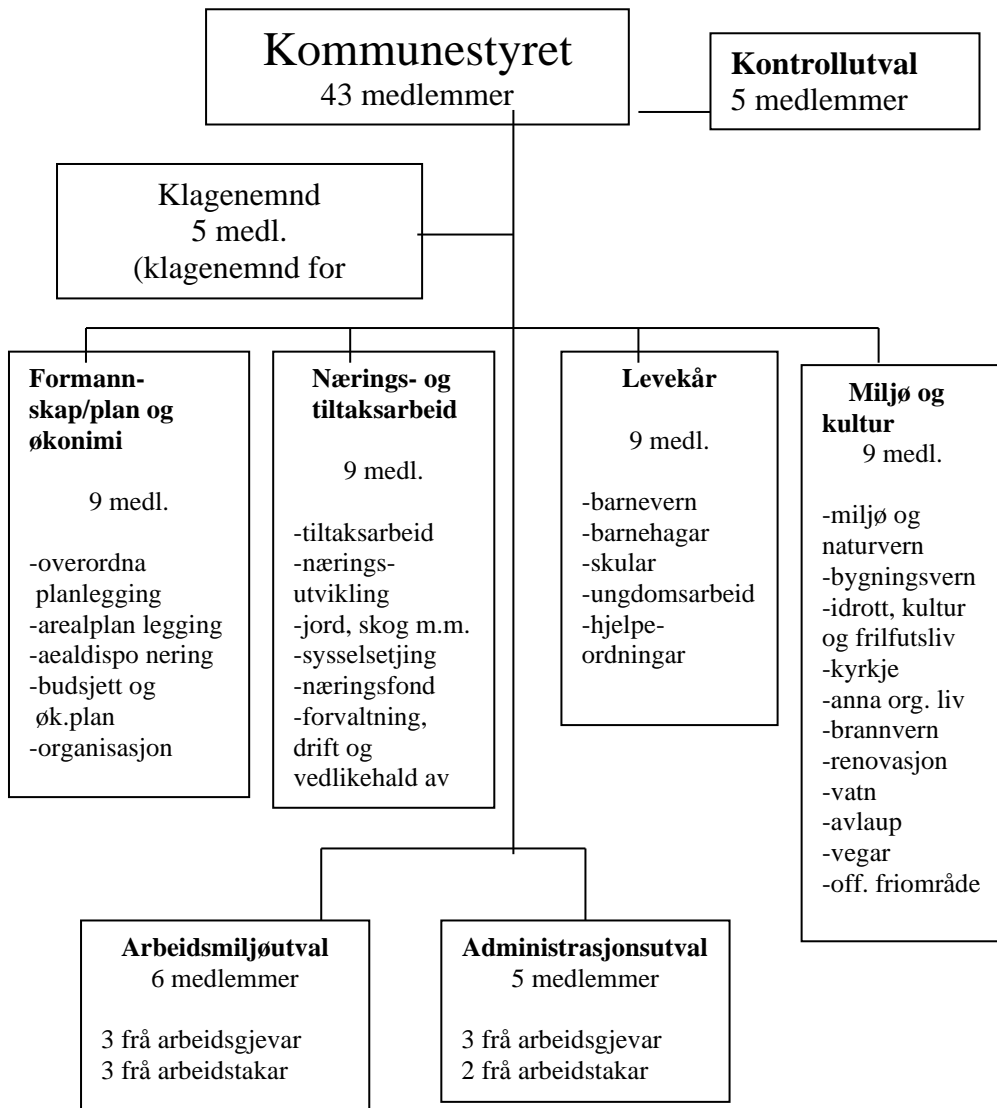 Kommunestyret
43 medlemmer
Kontrollutval
5 medlemmer
Klagenemnd
5 medl.
(klagenemnd for
Formann-
skap/plan og
økonimi
9 medl.
-overordna
planlegging
-arealplan legging
-aealdispo nering
-budsjett og
øk.plan
-organisasjon
Nærings- og
tiltaksarbeid
9 medl.
-tiltaksarbeid
-nærings-
utvikling
-jord, skog m.m.
-sysselsetjing
-næringsfond
-forvaltning,
drift og
vedlikehald av
Levekår
9 medl.
-barnevern
-barnehagar
-skular
-ungdomsarbeid
-hjelpe-
ordningar
Miljø og
kultur
9 medl.
-miljø og
naturvern
-bygningsvern
-idrott, kultur
og frilfutsliv
-kyrkje
-anna org. liv
-brannvern
-renovasjon
-vatn
-avlaup
-vegar
-off. friområde
Arbeidsmiljøutval
6 medlemmer
3 frå arbeidsgjevar
3 frå arbeidstakar
Administrasjonsutval
5 medlemmer
3 frå arbeidsgjevar
2 frå arbeidstakar